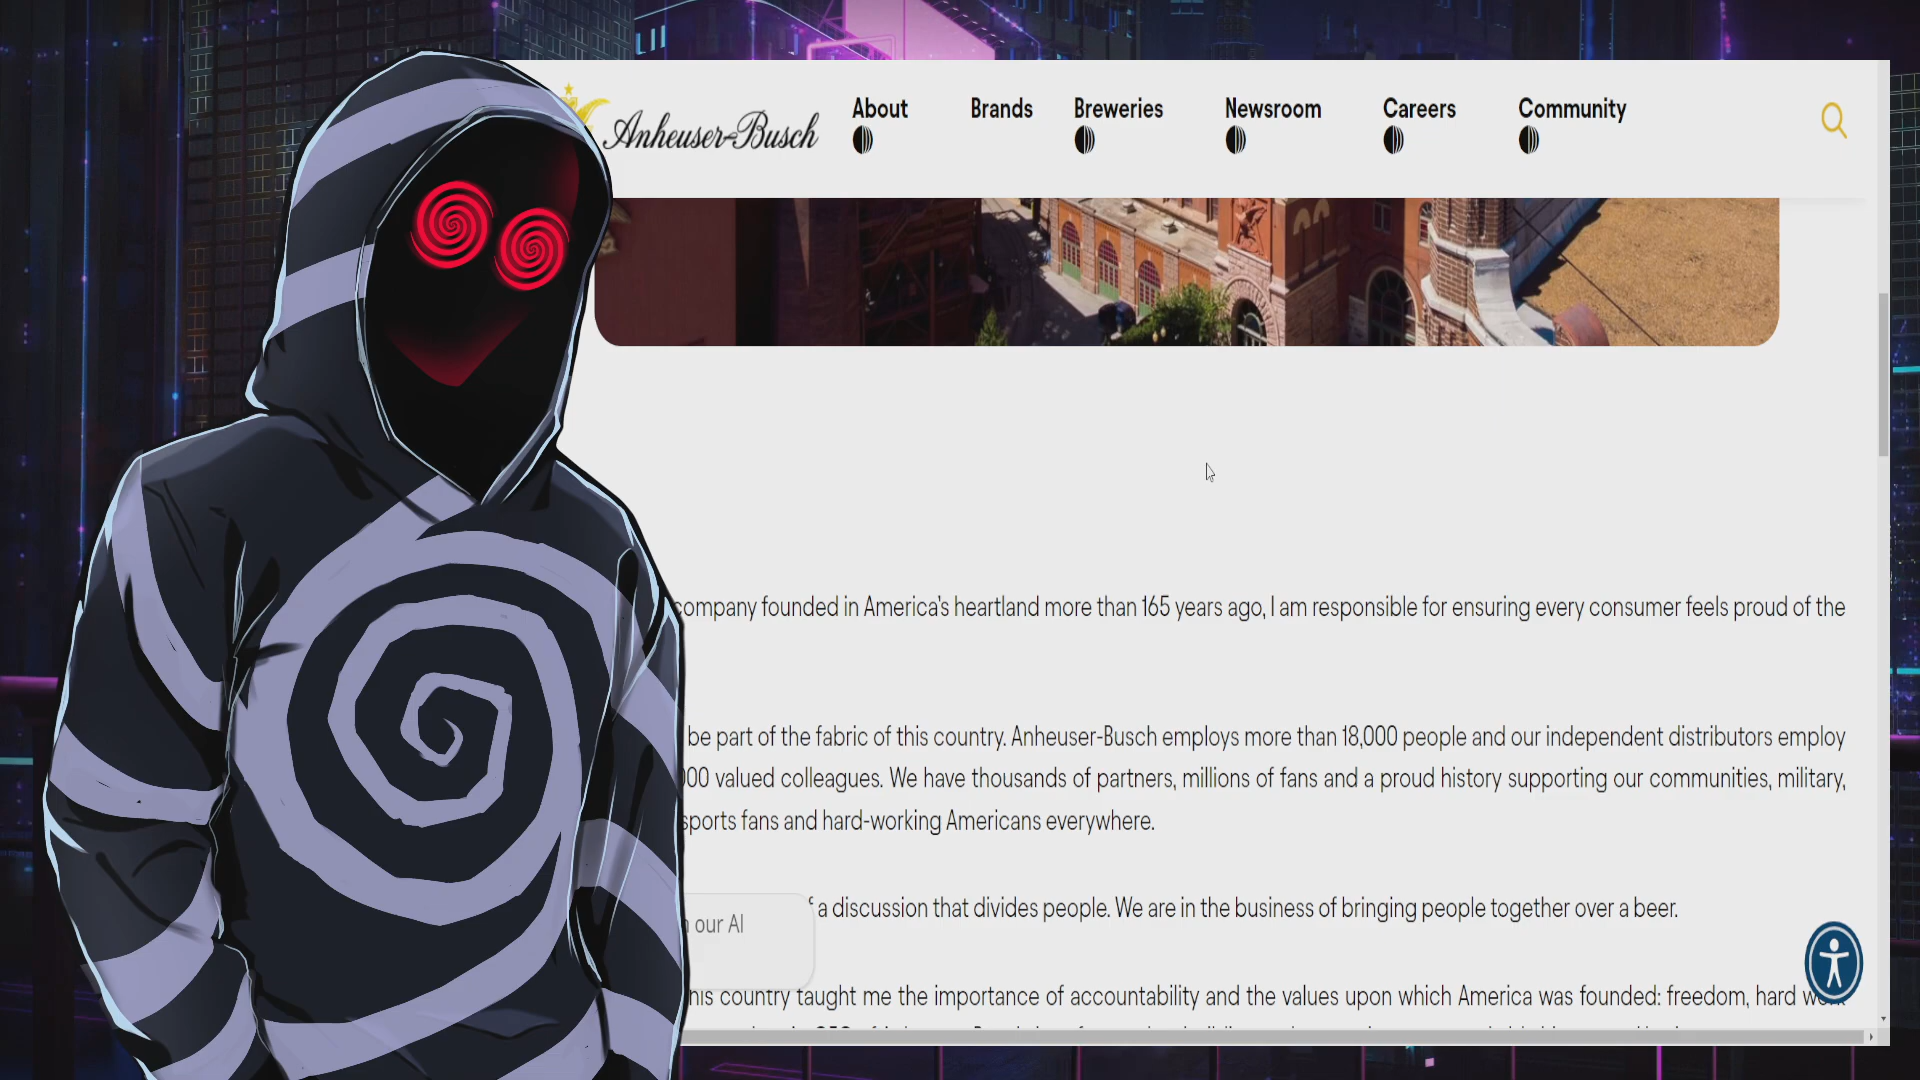 Anheuser-Busch
About Brands Breweries Newsroom Careers Community
company founded in America's heartland more than 165 years ago, I am responsible for ensuring every consumer feels proud of the
be part of the fabric of this country. Anheuser-Busch employs more than 18,000 people and our independent distributors employ
valued colleagues. We have thousands of partners, millions of fans and a proud history supporting our communities, military,
sports fans and hard-working Americans everywhere.
a discussion that divides people. We are in the business of bringing people together over a beer.
our AI
this country taught me the importance of accountability and the values upon which America was founded: freedom, hard work